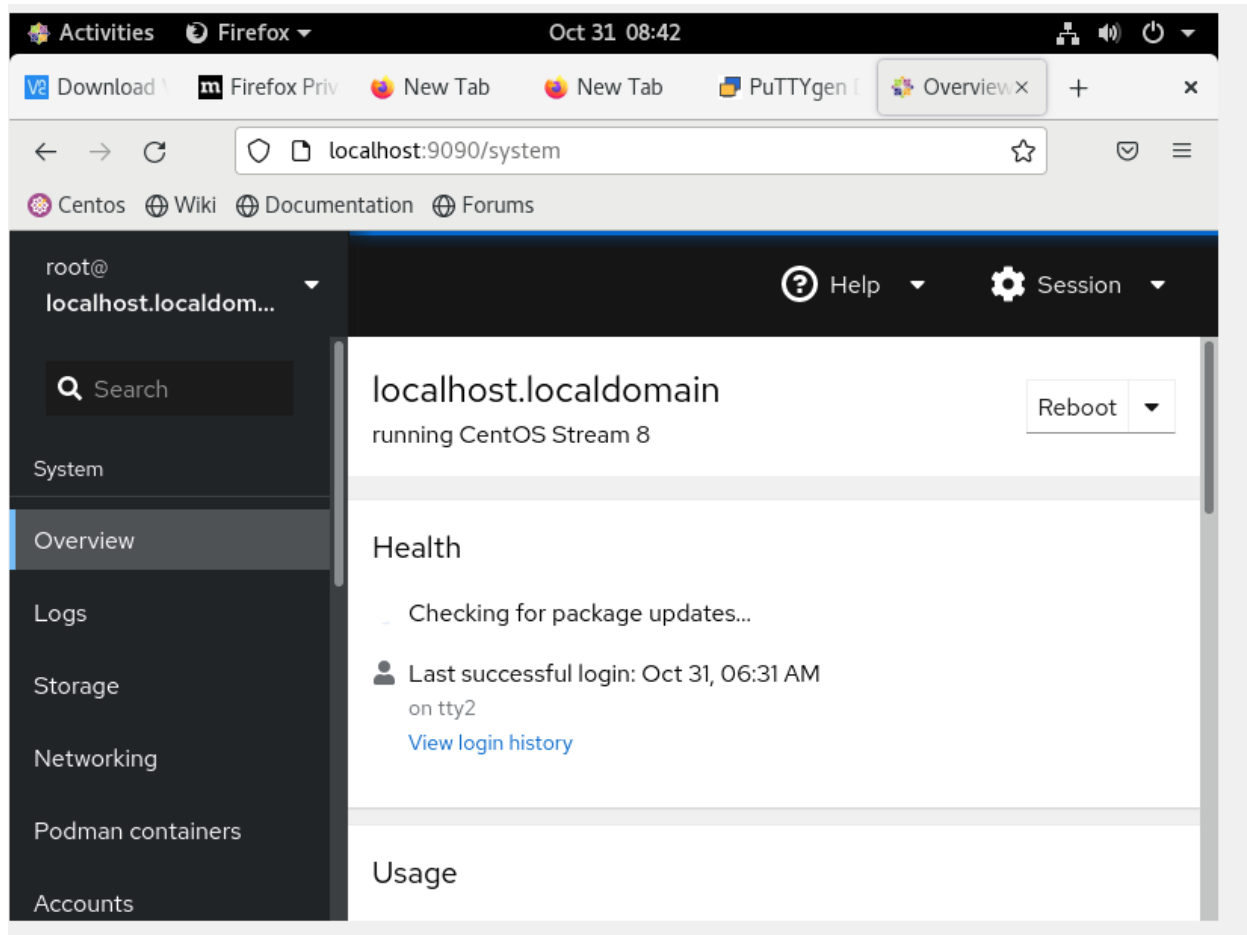 Activities Firefox Oct 31 08:42
Download Firefox Priv New Tab New Tab PuTTYgen Overview
localhost:9090/system
Centos Wiki Documentation Forums
root@
localhost.localdom...
Help Session
Search
localhost.localdomain
Reboot
running CentOS Stream 8
System
Overview
Health
Logs
Checking for package updates...
Storage
Last successful login: Oct 31, 06:31 AM
on tty2
View login history
Networking
Podman containers
Usage
Accounts